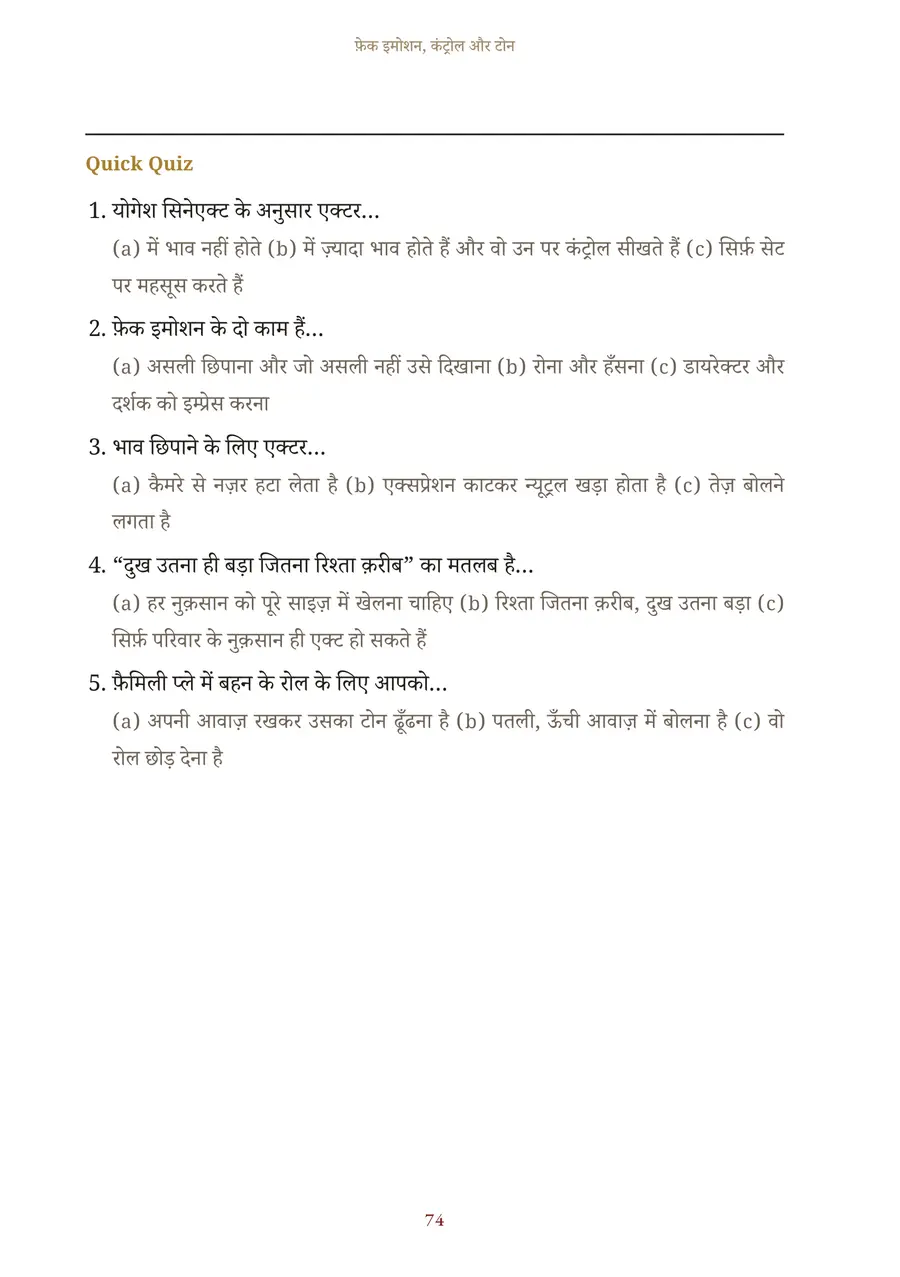 फ़ेक इमोशन, कंट्रोल और टोन
Quick Quiz
1. योगेश सिनेएक्ट के अनुसार एक्टर…
(a) में भाव नहीं होते (b) में ज़्यादा भाव होते हैं और वो उन पर कंट्रोल सीखते हैं (c) सिर्फ़ सेट
पर महसूस करते हैं
2. फ़ेक इमोशन के दो काम हैं…
(a) असली छिपाना और जो असली नहीं उसे दिखाना (b) रोना और हँसना (c) डायरेक्टर और
दर्शक को इम्प्रेस करना
3. भाव छिपाने के लिए एक्टर…
(a) कैमरे से नज़र हटा लेता है (b) एक्सप्रेशन काटकर न्यूट्रल खड़ा होता है (c) तेज़ बोलने
लगता है
4. “दुख उतना ही बड़ा जितना रिश्ता क़रीब” का मतलब है…
(a) हर नुक़सान को पूरे साइज़ में खेलना चाहिए (b) रिश्ता जितना क़रीब, दुख उतना बड़ा (c)
सिर्फ़ परिवार के नुक़सान ही एक्ट हो सकते हैं
5. फ़ैमिली प्ले में बहन के रोल के लिए आपको…
(a) अपनी आवाज़ रखकर उसका टोन ढूँढना है (b) पतली, ऊँची आवाज़ में बोलना है (c) वो
रोल छोड़ देना है
74